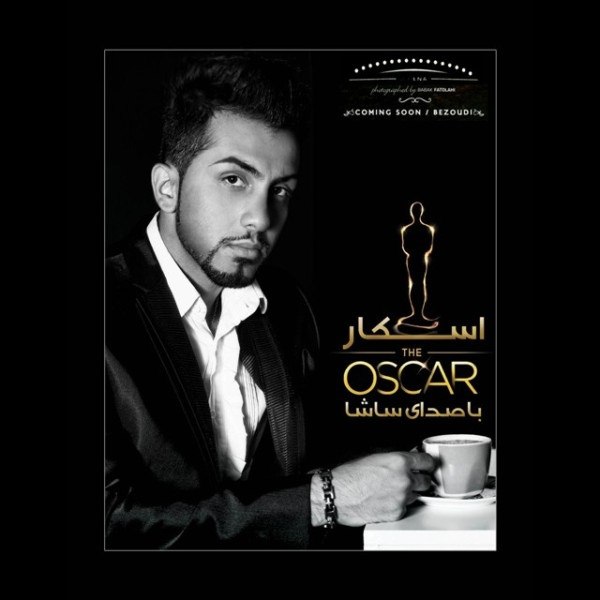 photographed by BABAK FATOLAHI
COMING SOON / BEZOUDI
اسکار
THE
OSCAR
با صدای ساشا